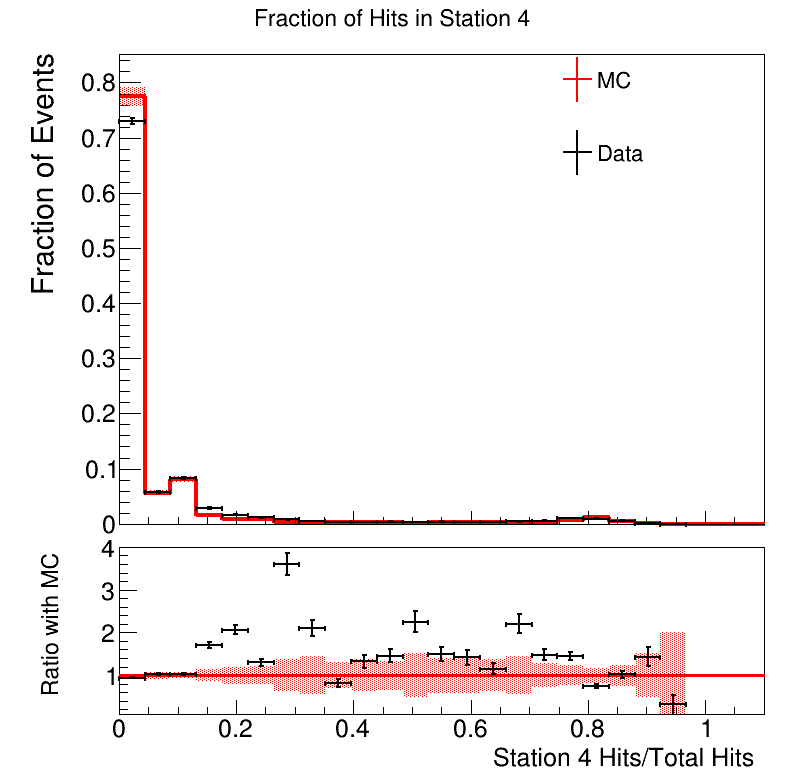 Fraction of Hits in Station 4
Fraction of Events
0.8
0.7
0.6
0.5
0.4
0.3
0.2
0.1
0
MC
Data
Ratio with MC
4
3
2
1
0 0.2 0.4 0.6 0.8 1
Station 4 Hits/Total Hits